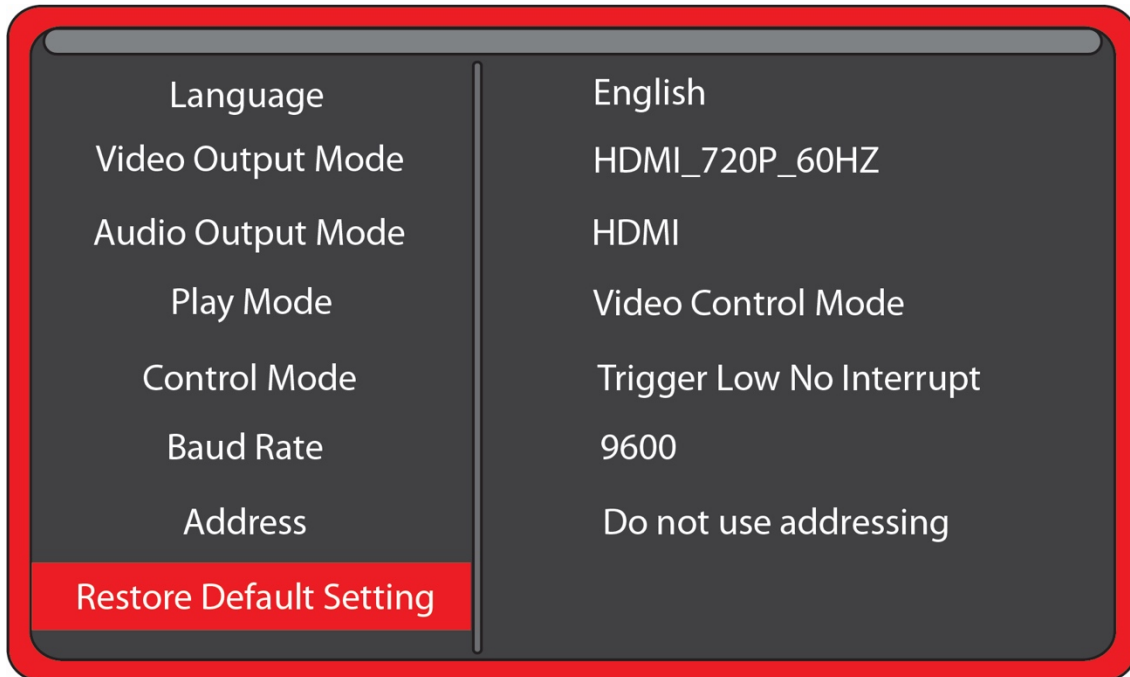 Language English
Video Output Mode HDMI_720P_60HZ
Audio Output Mode HDMI
Play Mode Video Control Mode
Control Mode Trigger Low No Interrupt
Baud Rate 9600
Address Do not use addressing
Restore Default Setting